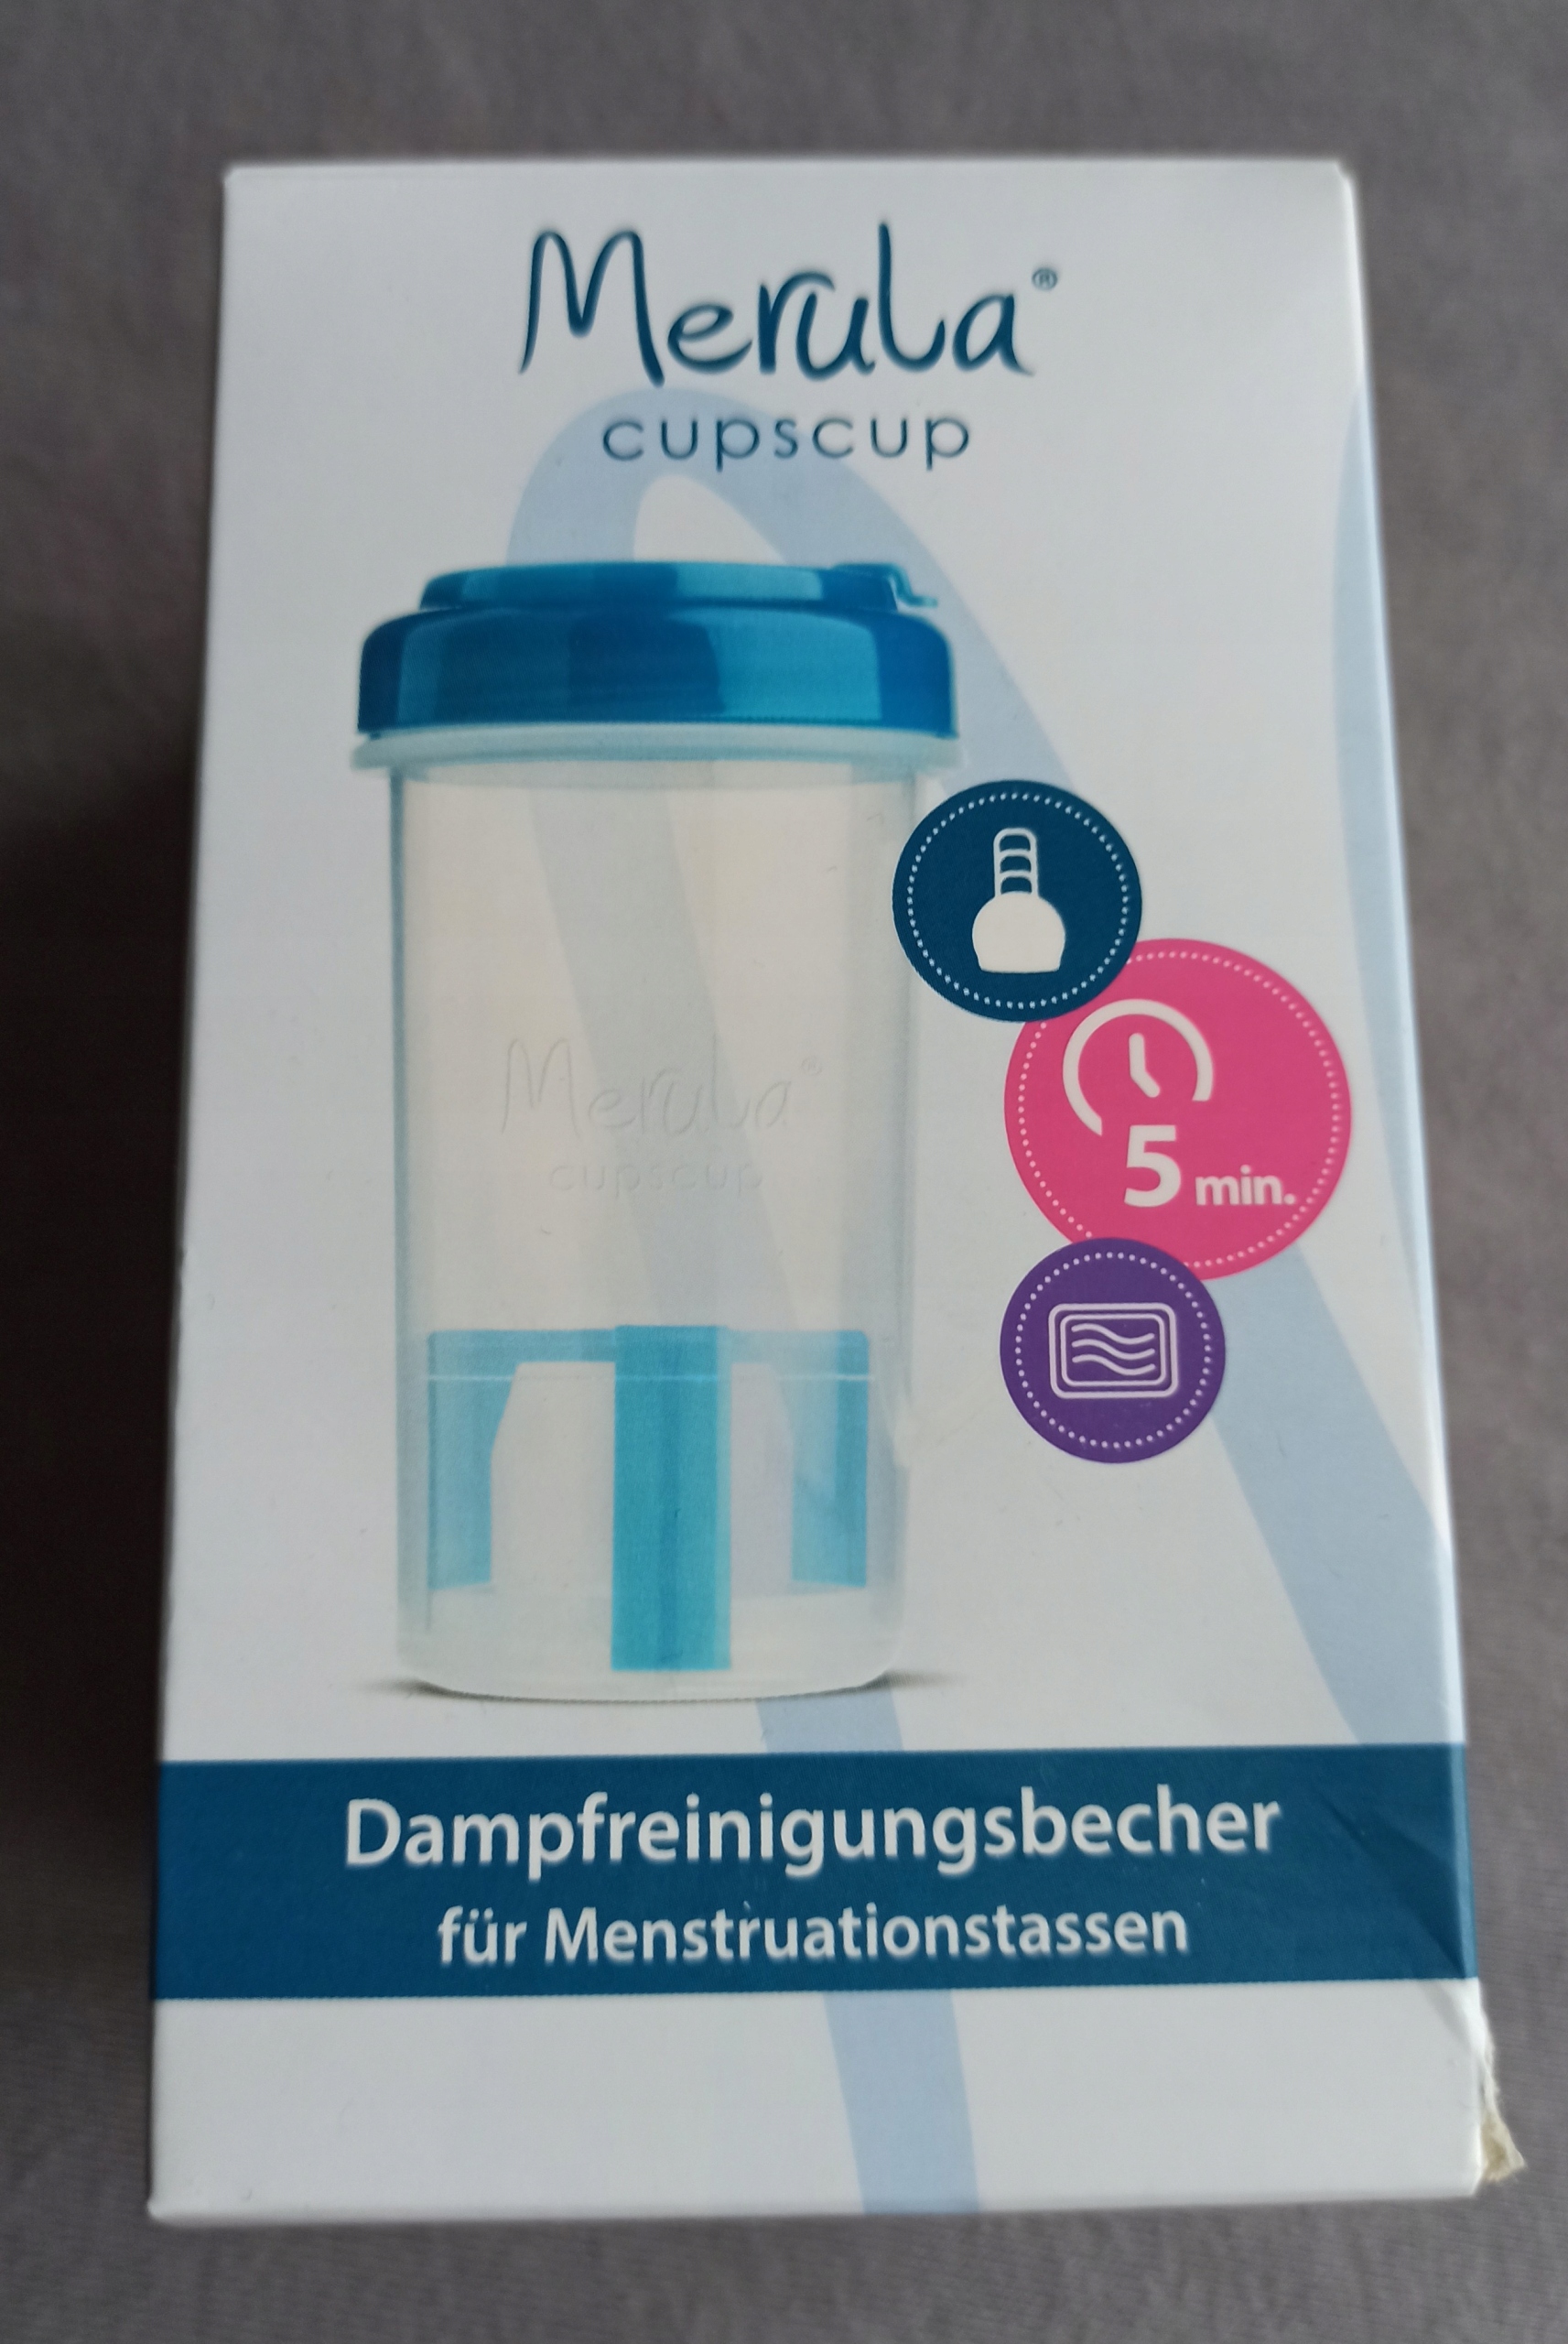 Merula®
cupscup
Merula®
cupscup
5 min.
Dampfreinigungsbecher
für Menstruationstassen